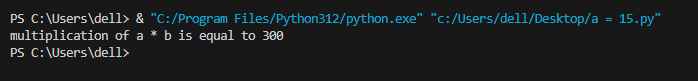 PS C:\Users\dell> & "C:/Program Files/Python312/python.exe" "c:/Users/dell/Desktop/a = 15.py"
multiplication of a * b is equal to 300
PS C:\Users\dell>